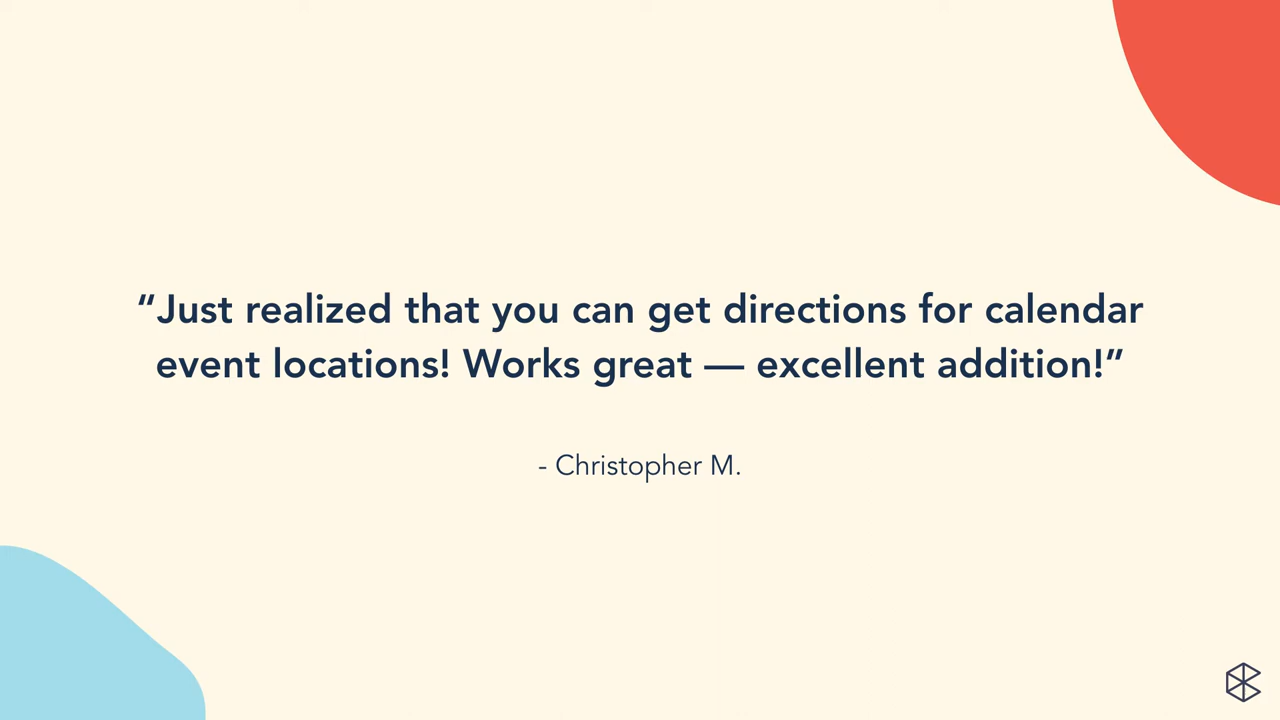 “Just realized that you can get directions for calendar
event locations! Works great — excellent addition!”
- Christopher M.